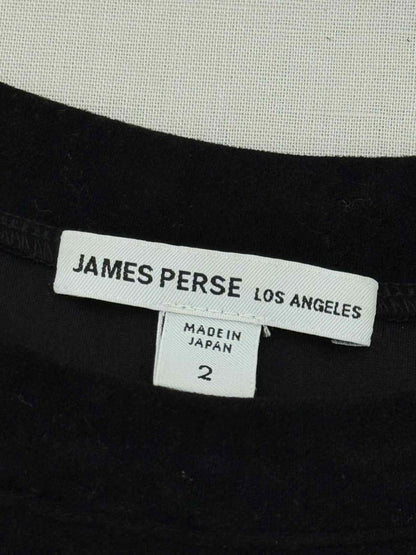 JAMES PERSE LOS ANGELES
MADE IN
JAPAN
2